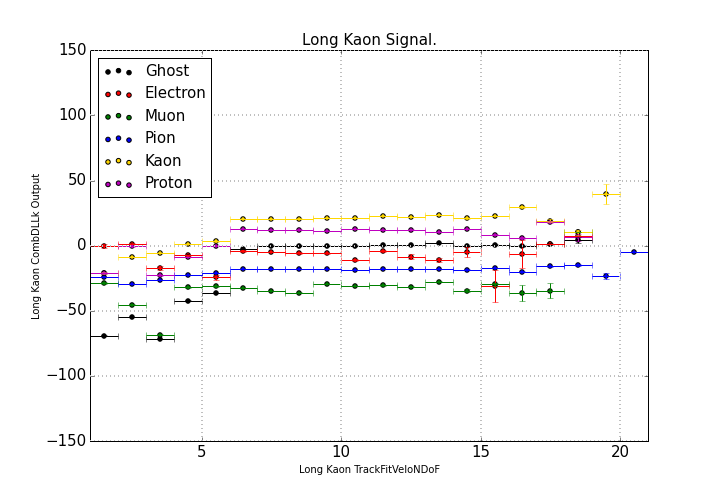 Long Kaon Signal.
150
100
50
0
−50
−100
−150
Long Kaon CombDLLk Output
Ghost
Electron
Muon
Pion
Kaon
Proton
5
10
15
20
Long Kaon TrackFitVeloNDoF